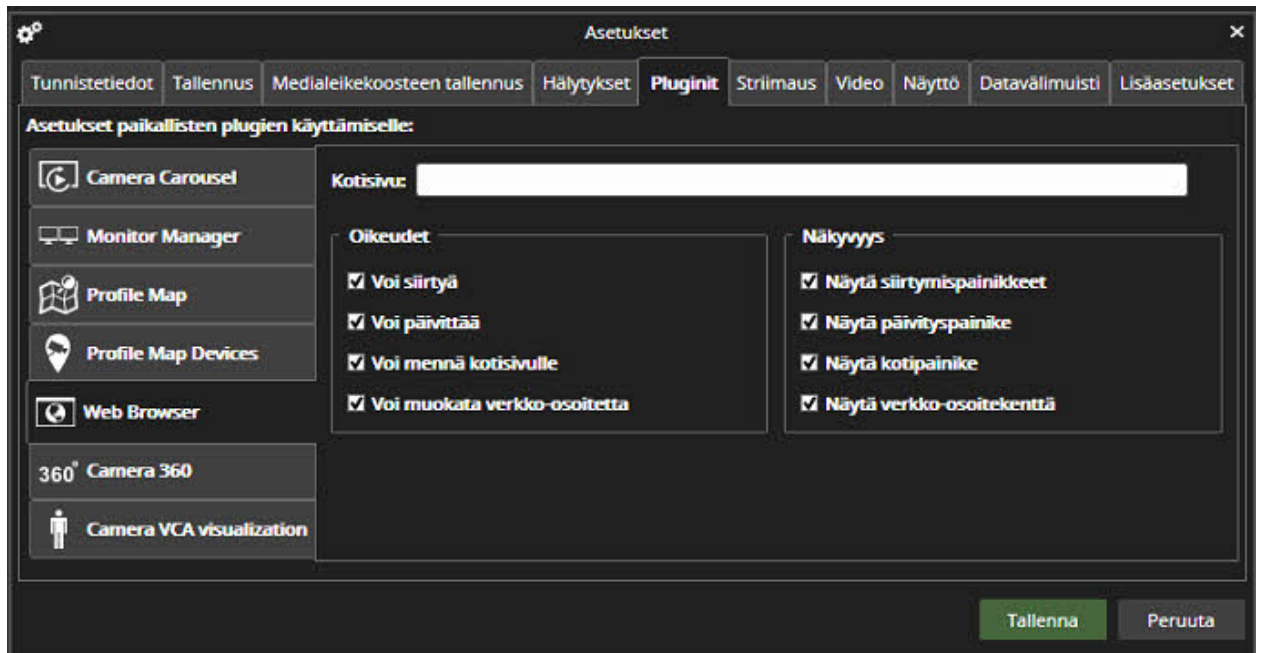 Asetukset
Tunnistetiedot Tallennus Medialeikekoosteen tallennus Hälytykset Pluginit Striimaus Video Näyttö Datavälimuisti Lisäasetukset
Asetukset paikallisten plugien käyttämiselle:
Camera Carousel
Monitor Manager
Profile Map
Profile Map Devices
Web Browser
360° Camera 360
Camera VCA visualization
Kotisivu:
Oikeudet
Voi siirtyä
Voi päivittää
Voi mennä kotisivulle
Voi muokata verkko-osoitetta
Näkyvyys
Näytä siirtymispainikkeet
Näytä päivityspainike
Näytä kotipainike
Näytä verkko-osoitekenttä
Tallenna Peruuta